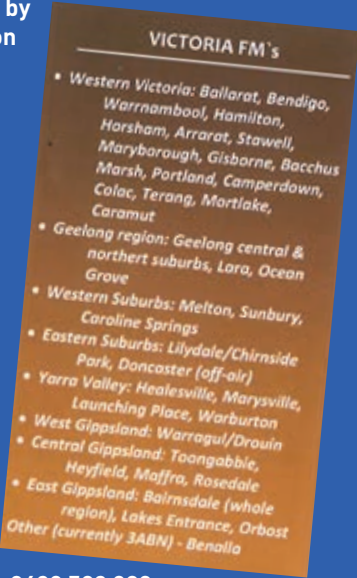 by
on
VICTORIA FM`s
• Western Victoria: Ballarat, Bendigo,
Warrnambool, Hamilton,
Horsham, Arrarat, Stawell,
Maryborough, Gisborne, Bacchus
Marsh, Portland, Camperdown,
Colac, Terang, Mortlake,
Caramut
• Geelong region: Geelong central &
northert suburbs, Lara, Ocean
Grove
• Western Suburbs: Melton, Sunbury,
Caroline Springs
• Eastern Suburbs: Lilydale/Chirnside
Park, Doncaster (off-air)
• Yarra Valley: Healesville, Marysville,
Launching Place, Warburton
• West Gippsland: Warragul/Drouin
• Central Gippsland: Toongabbie,
Heyfield, Maffra, Rosedale
• East Gippsland: Bairnsdale (whole
region), Lakes Entrance, Orbost
Other (currently 3ABN) - Benalla